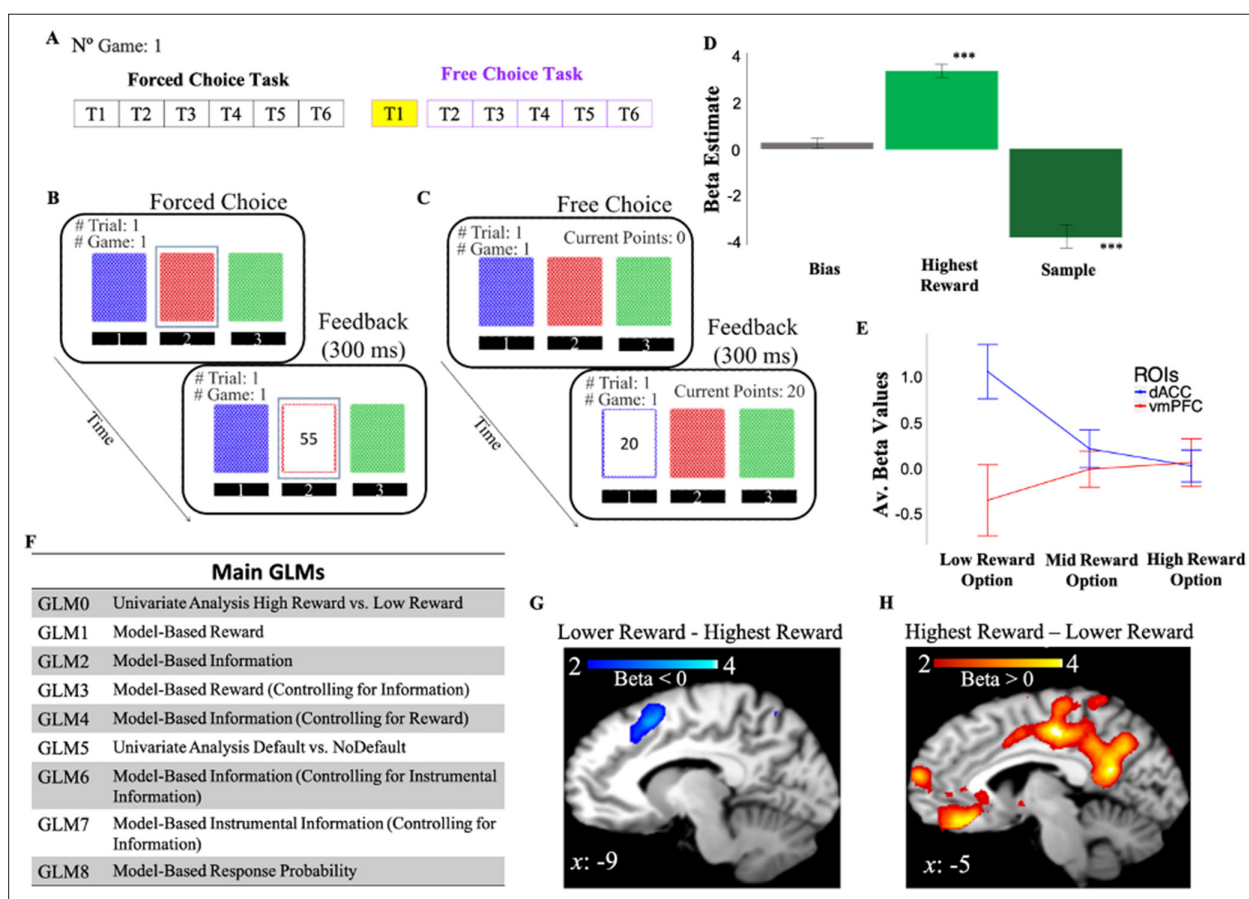 A Nº Game: 1
Forced Choice Task
Free Choice Task
T1 T2 T3 T4 T5 T6
T1 T2 T3 T4 T5 T6
B
Forced Choice
# Trial: 1
# Game: 1
1 2 3
Feedback
(300 ms)
# Trial: 1
# Game: 1
55
1 2 3
Time
C
Free Choice
# Trial: 1
# Game: 1
Current Points: 0
1 2 3
Feedback
(300 ms)
# Trial: 1
# Game: 1
Current Points: 20
20
1 2 3
Time
D
Beta Estimate
4
2
0
-2
-4
***
***
Bias
Highest
Reward
Sample
E
Av. Beta Values
1.0
0.5
0.0
-0.5
ROIs
dACC
vmPFC
Low Reward
Option
Mid Reward
Option
High Reward
Option
F
Main GLMs
GLM0 Univariate Analysis High Reward vs. Low Reward
GLM1 Model-Based Reward
GLM2 Model-Based Information
GLM3 Model-Based Reward (Controlling for Information)
GLM4 Model-Based Information (Controlling for Reward)
GLM5 Univariate Analysis Default vs. NoDefault
GLM6 Model-Based Information (Controlling for Instrumental
Information)
GLM7 Model-Based Instrumental Information (Controlling for
Information)
GLM8 Model-Based Response Probability
G
Lower Reward - Highest Reward
2 4
Beta < 0
x: -9
H
Highest Reward – Lower Reward
2 4
Beta > 0
x: -5